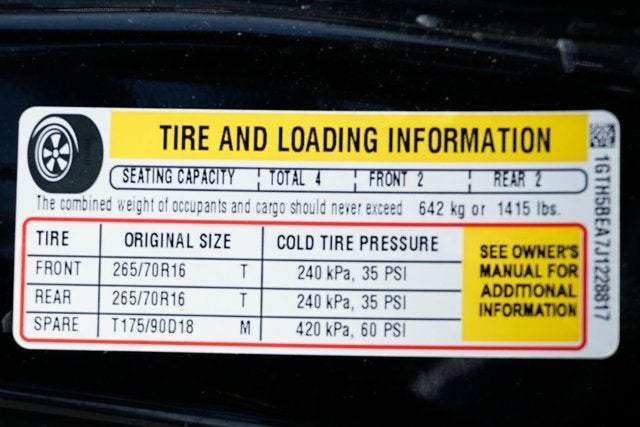 TIRE AND LOADING INFORMATION
SEATING CAPACITY TOTAL 4 FRONT 2 REAR 2
The combined weight of occupants and cargo should never exceed 642 kg or 1415 lbs.
TIRE ORIGINAL SIZE COLD TIRE PRESSURE
FRONT 265/70R16 T 240 kPa, 35 PSI
REAR 265/70R16 T 240 kPa, 35 PSI
SPARE T175/90D18 M 420 kPa, 60 PSI
SEE OWNER'S
MANUAL FOR
ADDITIONAL
INFORMATION
1GTH5BEA7J1228817